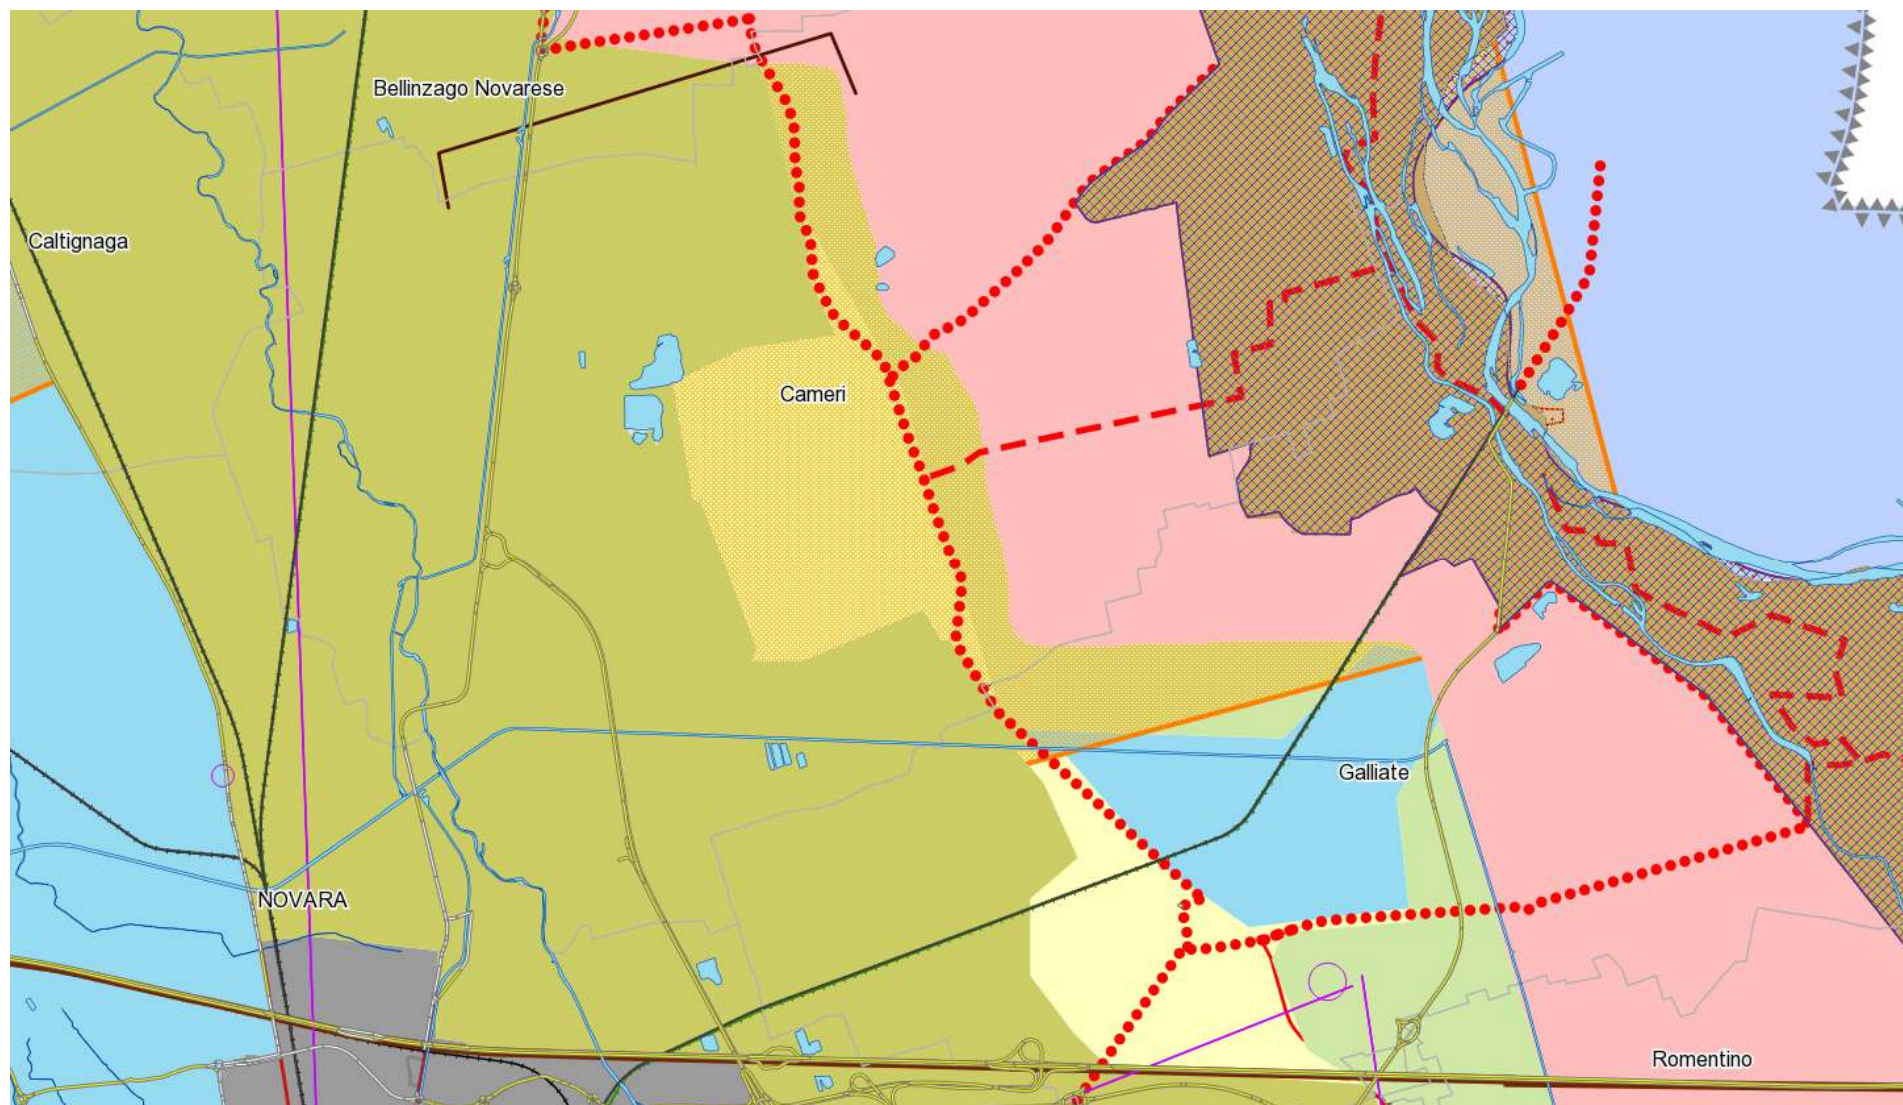 Bellinzago Novarese
Caltignaga
Cameri
Galliate
NOVARA
Romentino